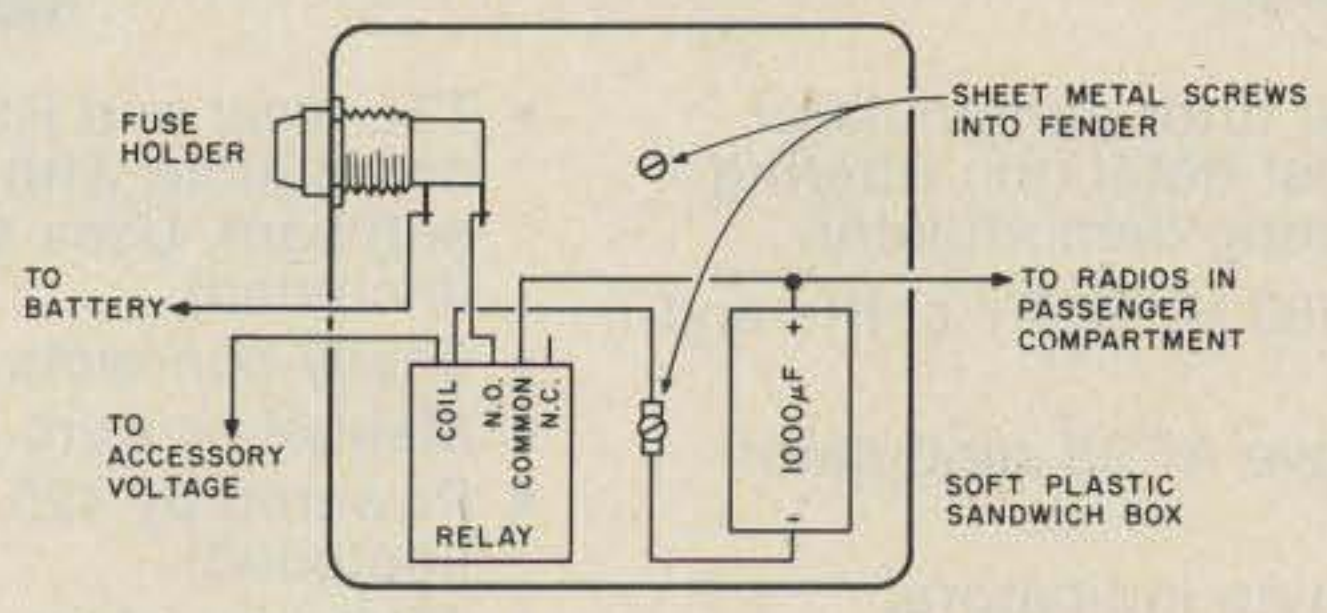 FUSE
HOLDER
SHEET METAL SCREWS
INTO FENDER
TO
BATTERY
TO RADIOS IN
PASSENGER
COMPARTMENT
TO
ACCESSORY
VOLTAGE
COIL
N.O.
COMMON
N.C.
RELAY
+
1000µF
-
SOFT PLASTIC
SANDWICH BOX